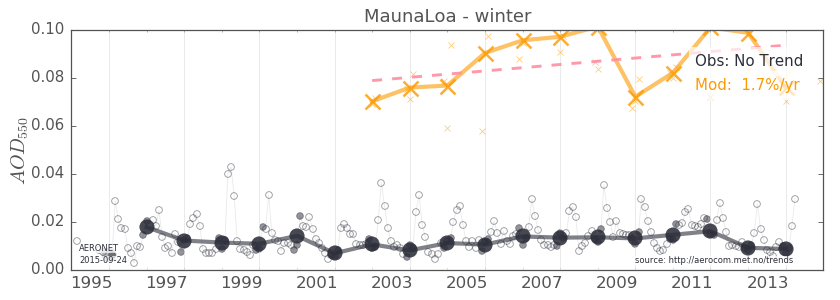 MaunaLoa - winter
0.10
0.08
0.06
0.04
0.02
0.00
AOD550
Obs: No Trend
Mod: 1.7%/yr
AERONET
2015-09-24
source: http://aerocom.met.no/trends
1995 1997 1999 2001 2003 2005 2007 2009 2011 2013